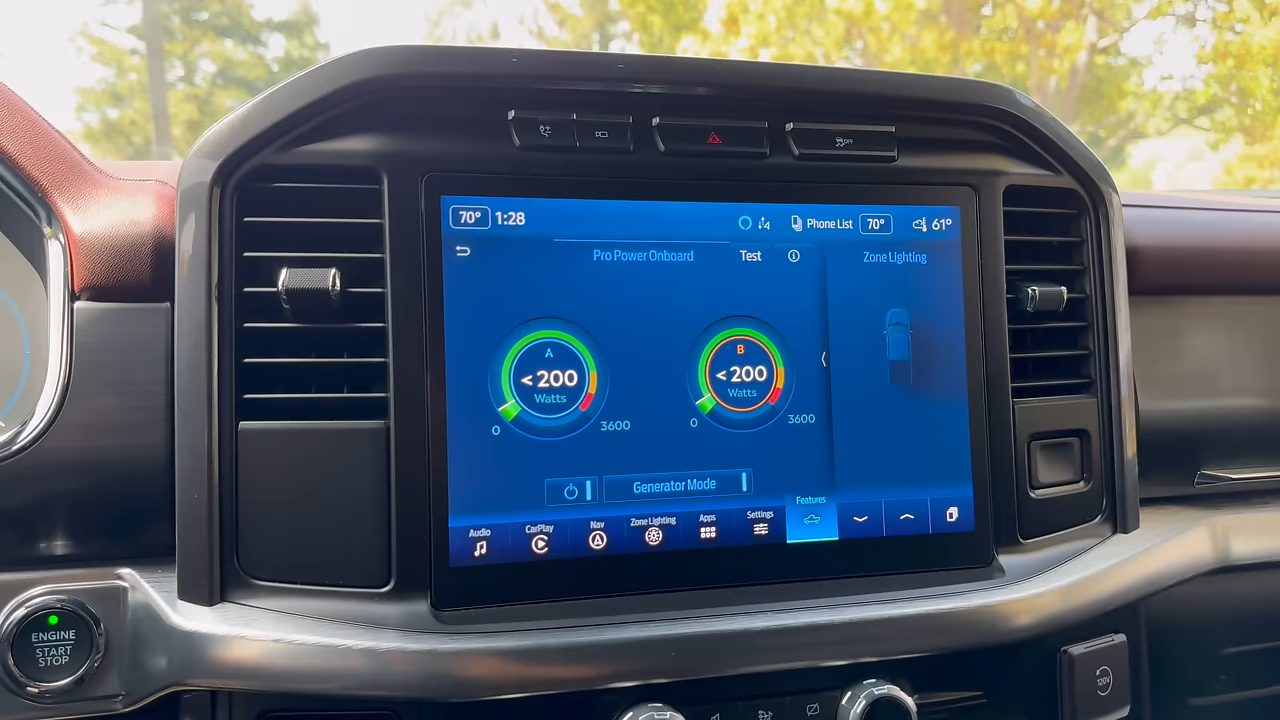 OFF
70° 1:28
Phone List 70° 61°
Pro Power Onboard Test
Zone Lighting
A
<200
Watts
0 3600
B
<200
Watts
0 3600
Generator Mode
Audio
CarPlay
Nav
Zone Lighting
Apps
Settings
Features
ENGINE
START
STOP
120V